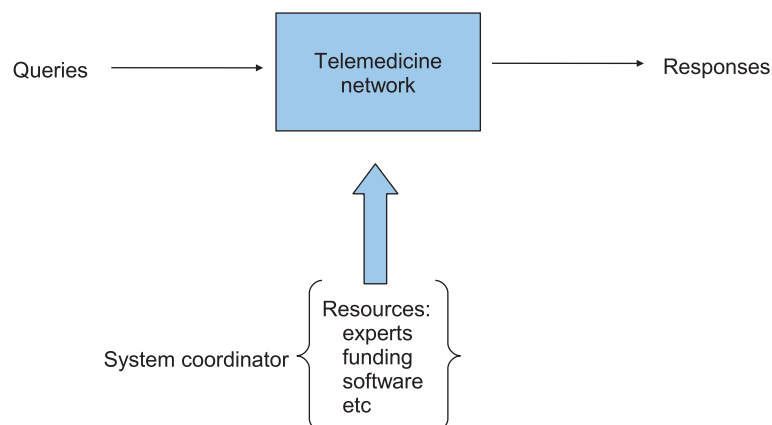 Telemedicine
network
Queries
Responses
Resources:
experts
System coordinator
funding
software
etc